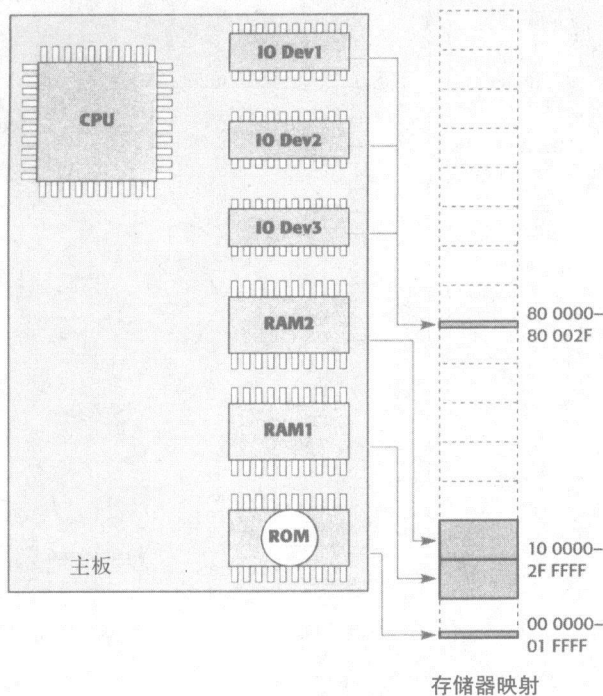 IO Dev1
CPU
IO Dev2
IO Dev3
RAM2
80 0000–
80 002F
RAM1
ROM
主板
10 0000–
2F FFFF
00 0000–
01 FFFF
存储器映射